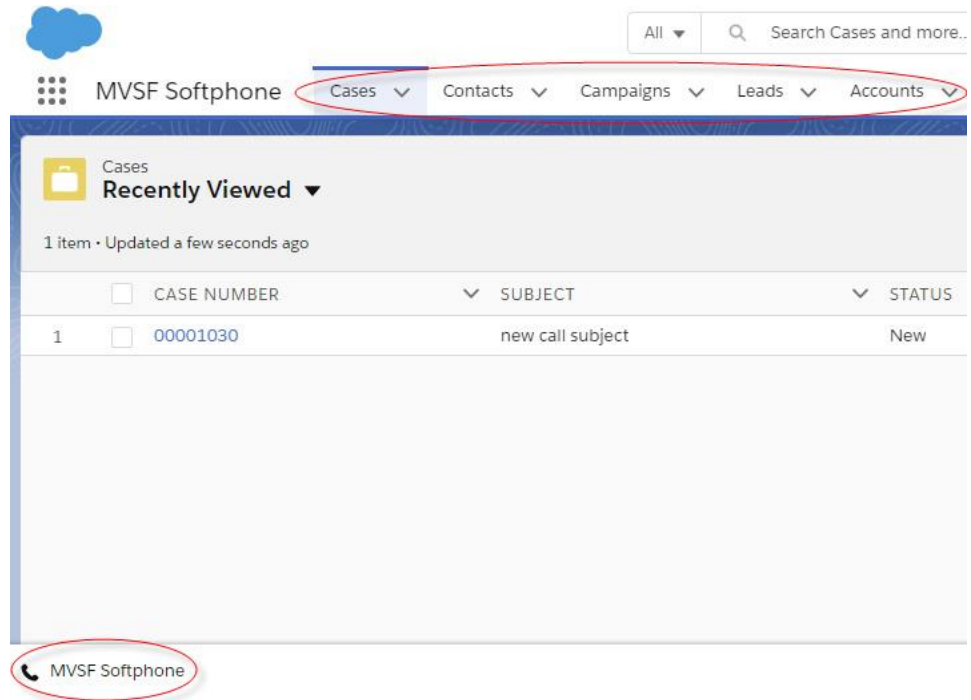 All Search Cases and more..
MVSF Softphone Cases Contacts Campaigns Leads Accounts
Cases
Recently Viewed
1 item • Updated a few seconds ago
CASE NUMBER SUBJECT STATUS
1 00001030 new call subject New
MVSF Softphone